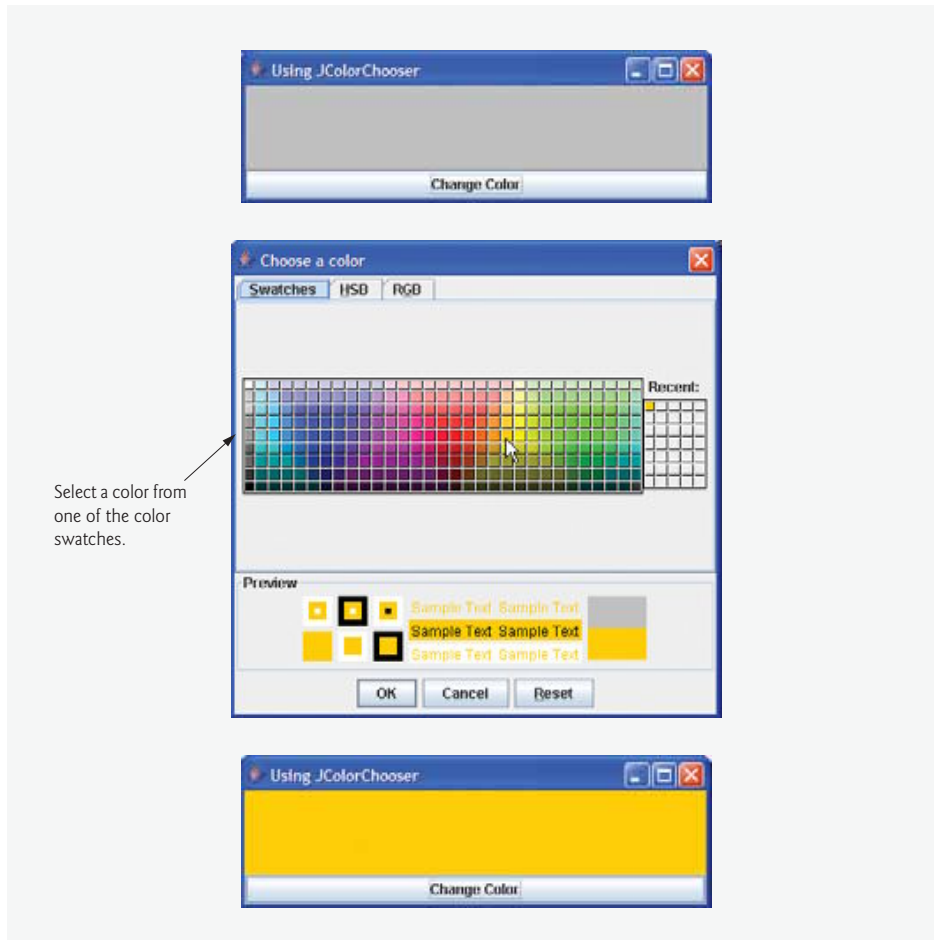 Using JColorChooser
Change Color
Choose a color
Swatches HSB RGB
Recent:
Select a color from
one of the color
swatches.
Preview
Sample Text Sample Text
Sample Text Sample Text
Sample Text Sample Text
OK Cancel Reset
Using JColorChooser
Change Color